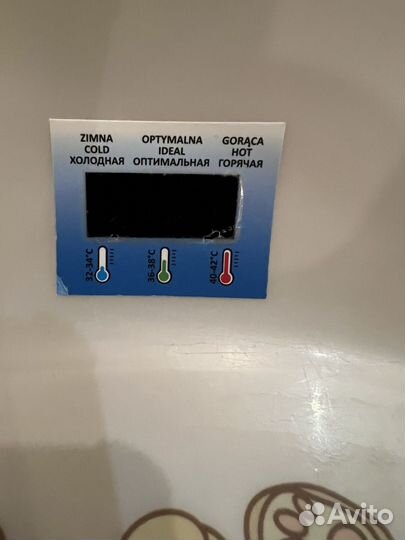 ZIMNA OPTYMALNA GORĄCA
COLD IDEAL HOT
ХОЛОДНАЯ ОПТИМАЛЬНАЯ ГОРЯЧАЯ
32-34°C 36-38°C 40-42°C
Avito